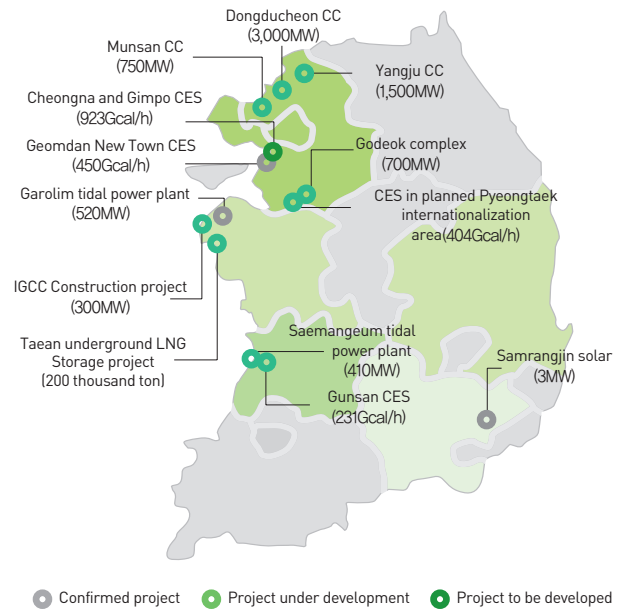 Dongducheon CC
(3,000MW)
Munsan CC
(750MW)
Yangju CC
(1,500MW)
Cheongna and Gimpo CES
(923Gcal/h)
Geomdan New Town CES
(450Gcal/h)
Godeok complex
(700MW)
Garolim tidal power plant
(520MW)
CES in planned Pyeongtaek
internationalization
area(404Gcal/h)
IGCC Construction project
(300MW)
Taean underground LNG
Storage project
(200 thousand ton)
Saemangeum tidal
power plant
(410MW)
Samrangjin solar
(3MW)
Gunsan CES
(231Gcal/h)
Confirmed project
Project under development
Project to be developed